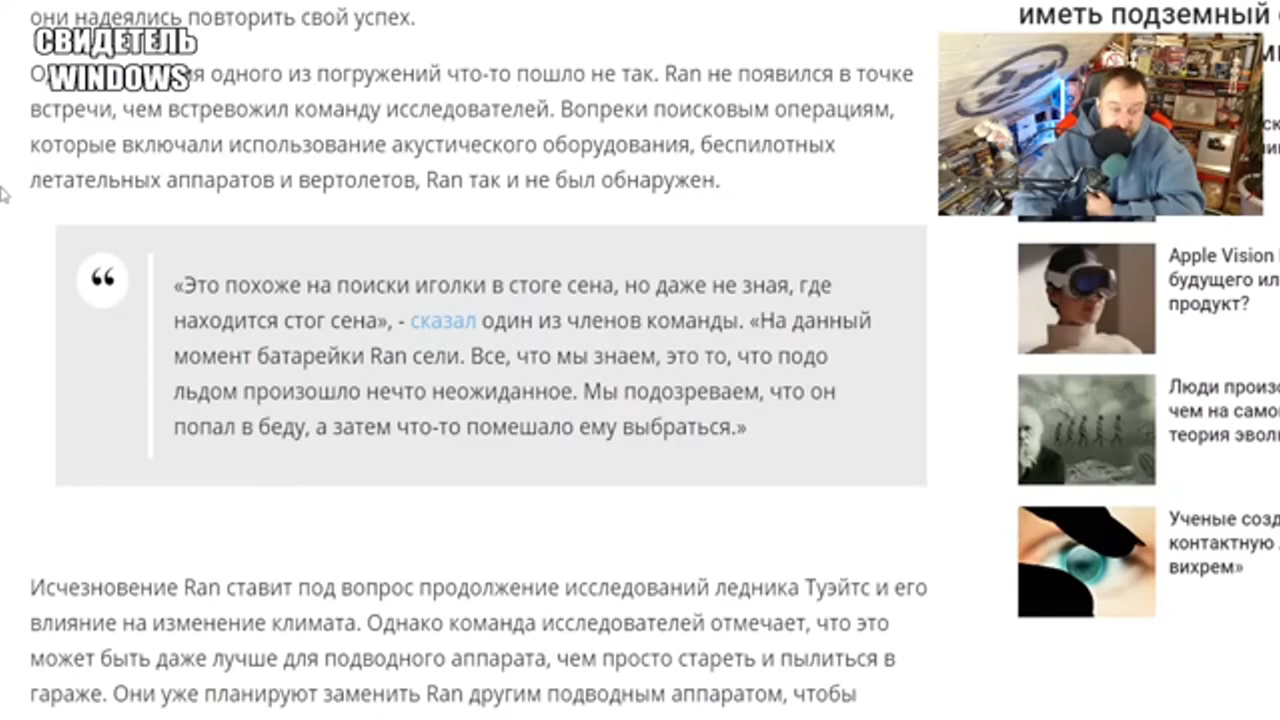 они надеялись повторить свой успех.
СВИДЕТЕЛЬ
WINDOWS
одного из погружений что-то пошло не так. Ran не появился в точке
встречи, чем встревожил команду исследователей. Вопреки поисковым операциям,
которые включали использование акустического оборудования, беспилотных
летательных аппаратов и вертолетов, Ran так и не был обнаружен.
«Это похоже на поиски иголки в стоге сена, но даже не зная, где
находится стог сена», - сказал один из членов команды. «На данный
момент батарейки Ran сели. Все, что мы знаем, это то, что подо
льдом произошло нечто неожиданное. Мы подозреваем, что он
попал в беду, а затем что-то помешало ему выбраться.»
Исчезновение Ran ставит под вопрос продолжение исследований ледника Туэйтс и его
влияние на изменение климата. Однако команда исследователей отмечает, что это
может быть даже лучше для подводного аппарата, чем просто стареть и пылиться в
гараже. Они уже планируют заменить Ran другим подводным аппаратом, чтобы
иметь подземный
Apple Vision
будущего ил
продукт?
Люди произо
чем на само
теория эвол
Ученые созд
контактную
вихрем»